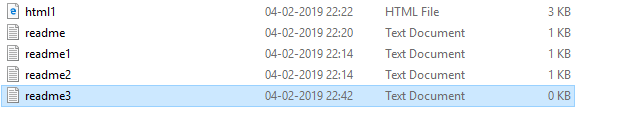 html1 04-02-2019 22:22 HTML File 3 KB
readme 04-02-2019 22:20 Text Document 1 KB
readme1 04-02-2019 22:14 Text Document 1 KB
readme2 04-02-2019 22:14 Text Document 1 KB
readme3 04-02-2019 22:42 Text Document 0 KB